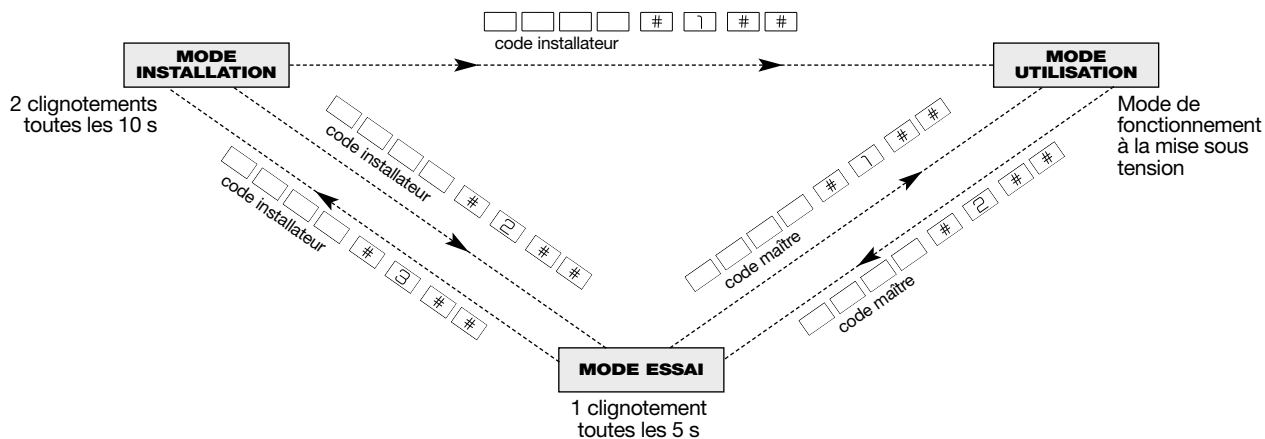 # 1 # #
code installateur
MODE
INSTALLATION
MODE
UTILISATION
2 clignotements
toutes les 10 s
Mode de
fonctionnement
à la mise sous
tension
code installateur
# 2 # #
code installateur
# 3 # #
code maître
# 1 # #
code maître
# 2 # #
MODE ESSAI
1 clignotement
toutes les 5 s